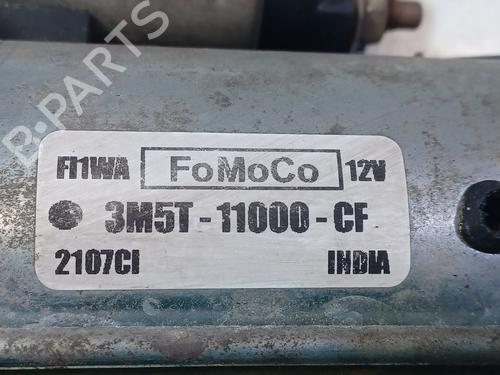 B-PARTS
FI1WA FoMoCo 12V
3M5T-11000-CF
2107CI INDIA